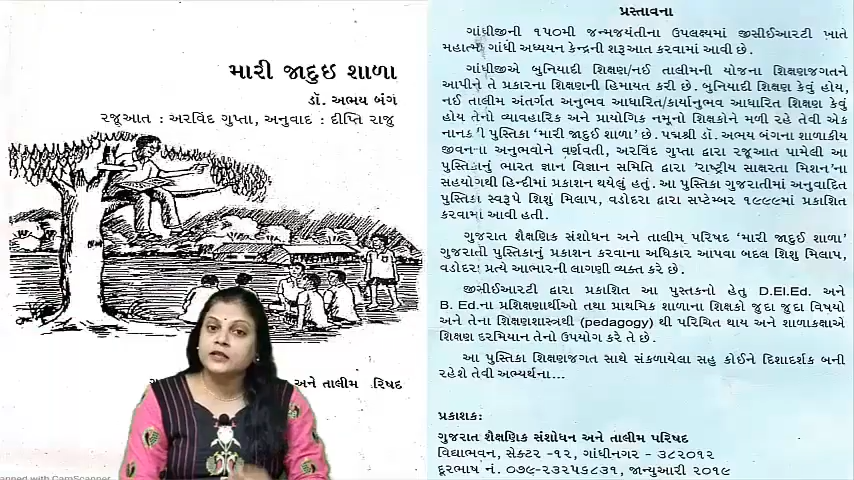 મારી જાદુઇ શાળા
ડૉ. અભય બંગ
રજૂઆત : અરવિંદ ગુપ્તા, અનુવાદ : દીપ્તિ રાજુ
અને તાલીમ
રિષદ
anned with CamScanner
પ્રસ્તાવના
ગાંધીજીની ૧૫૦મી જન્મજયંતીના ઉપલક્ષ્યમાં જીસીઈઆરટી ખાતે
મહાત્મા ગાંધી અધ્યયન કેન્દ્રની શરૂઆત કરવામાં આવી છે.
ગાંધીજીએ બુનિયાદી શિક્ષણ/નઈ તાલીમની યોજના શિક્ષણજગતને
આપીને તે પ્રકારના શિક્ષણની હિમાયત કરી છે. બુનિયાદી શિક્ષણ કેવું હોય,
નઈ તાલીમ અંતર્ગત અનુભવ આધારિત/કાર્યાનુભવ આધારિત શિક્ષણ કેવું
હોય તેનો વ્યાવહારિક અને પ્રાયોગિક નમૂનો શિક્ષકોને મળી રહે તેવી એક
નાનકડી પુસ્તિકા ‘મારી જાદુઈ શાળા’ છે. પદ્મશ્રી ડૉ. અભય બંગના શાળાકીય
જીવનના અનુભવોને વર્ણવતી, અરવિંદ ગુપ્તા દ્વારા રજૂઆત પામેલી આ
પુસ્તિકાનું ભારત જ્ઞાન વિજ્ઞાન સમિતિ દ્વારા ‘રાષ્ટ્રીય સાક્ષરતા મિશન’ના
સહયોગથી હિન્દીમાં પ્રકાશન થયેલું હતું. આ પુસ્તિકા ગુજરાતીમાં અનુવાદિત
પુસ્તિકા સ્વરૂપે શિશુ મિલાપ, વડોદરા દ્વારા સપ્ટેમ્બર ૧૯૯૯માં પ્રકાશિત
કરવામાં આવી હતી.
ગુજરાત શૈક્ષણિક સંશોધન અને તાલીમ પરિષદ ‘મારી જાદુઈ શાળા’
ગુજરાતી પુસ્તિકાનું પ્રકાશન કરવાના અધિકાર આપવા બદલ શિશુ મિલાપ,
વડોદરા પ્રત્યે આભારની લાગણી વ્યક્ત કરે છે.
જીસીઈઆરટી દ્વારા પ્રકાશિત આ પુસ્તકનો હેતુ D.El.Ed. અને
B. Ed.ના પ્રશિક્ષણાર્થીઓ તથા પ્રાથમિક શાળાના શિક્ષકો જુદા જુદા વિષયો
અને તેના શિક્ષણશાસ્ત્રથી (pedagogy) થી પરિચિત થાય અને શાળાકક્ષાએ
શિક્ષણ દરમિયાન તેનો ઉપયોગ કરે તે છે.
આ પુસ્તિકા શિક્ષણજગત સાથે સંકળાયેલા સહુ કોઈને દિશાદર્શક બની
રહેશે તેવી અભ્યર્થના...
પ્રકાશક:
ગુજરાત શૈક્ષણિક સંશોધન અને તાલીમ પરિષદ
વિદ્યાભવન, સેક્ટર -૧૨, ગાંધીનગર - ૩૮૨૦૧૨
દૂરભાષ નં. ૦૭૯-૨૩૨૫૬૮૩૧, જાન્યુઆરી ૨૦૧૯